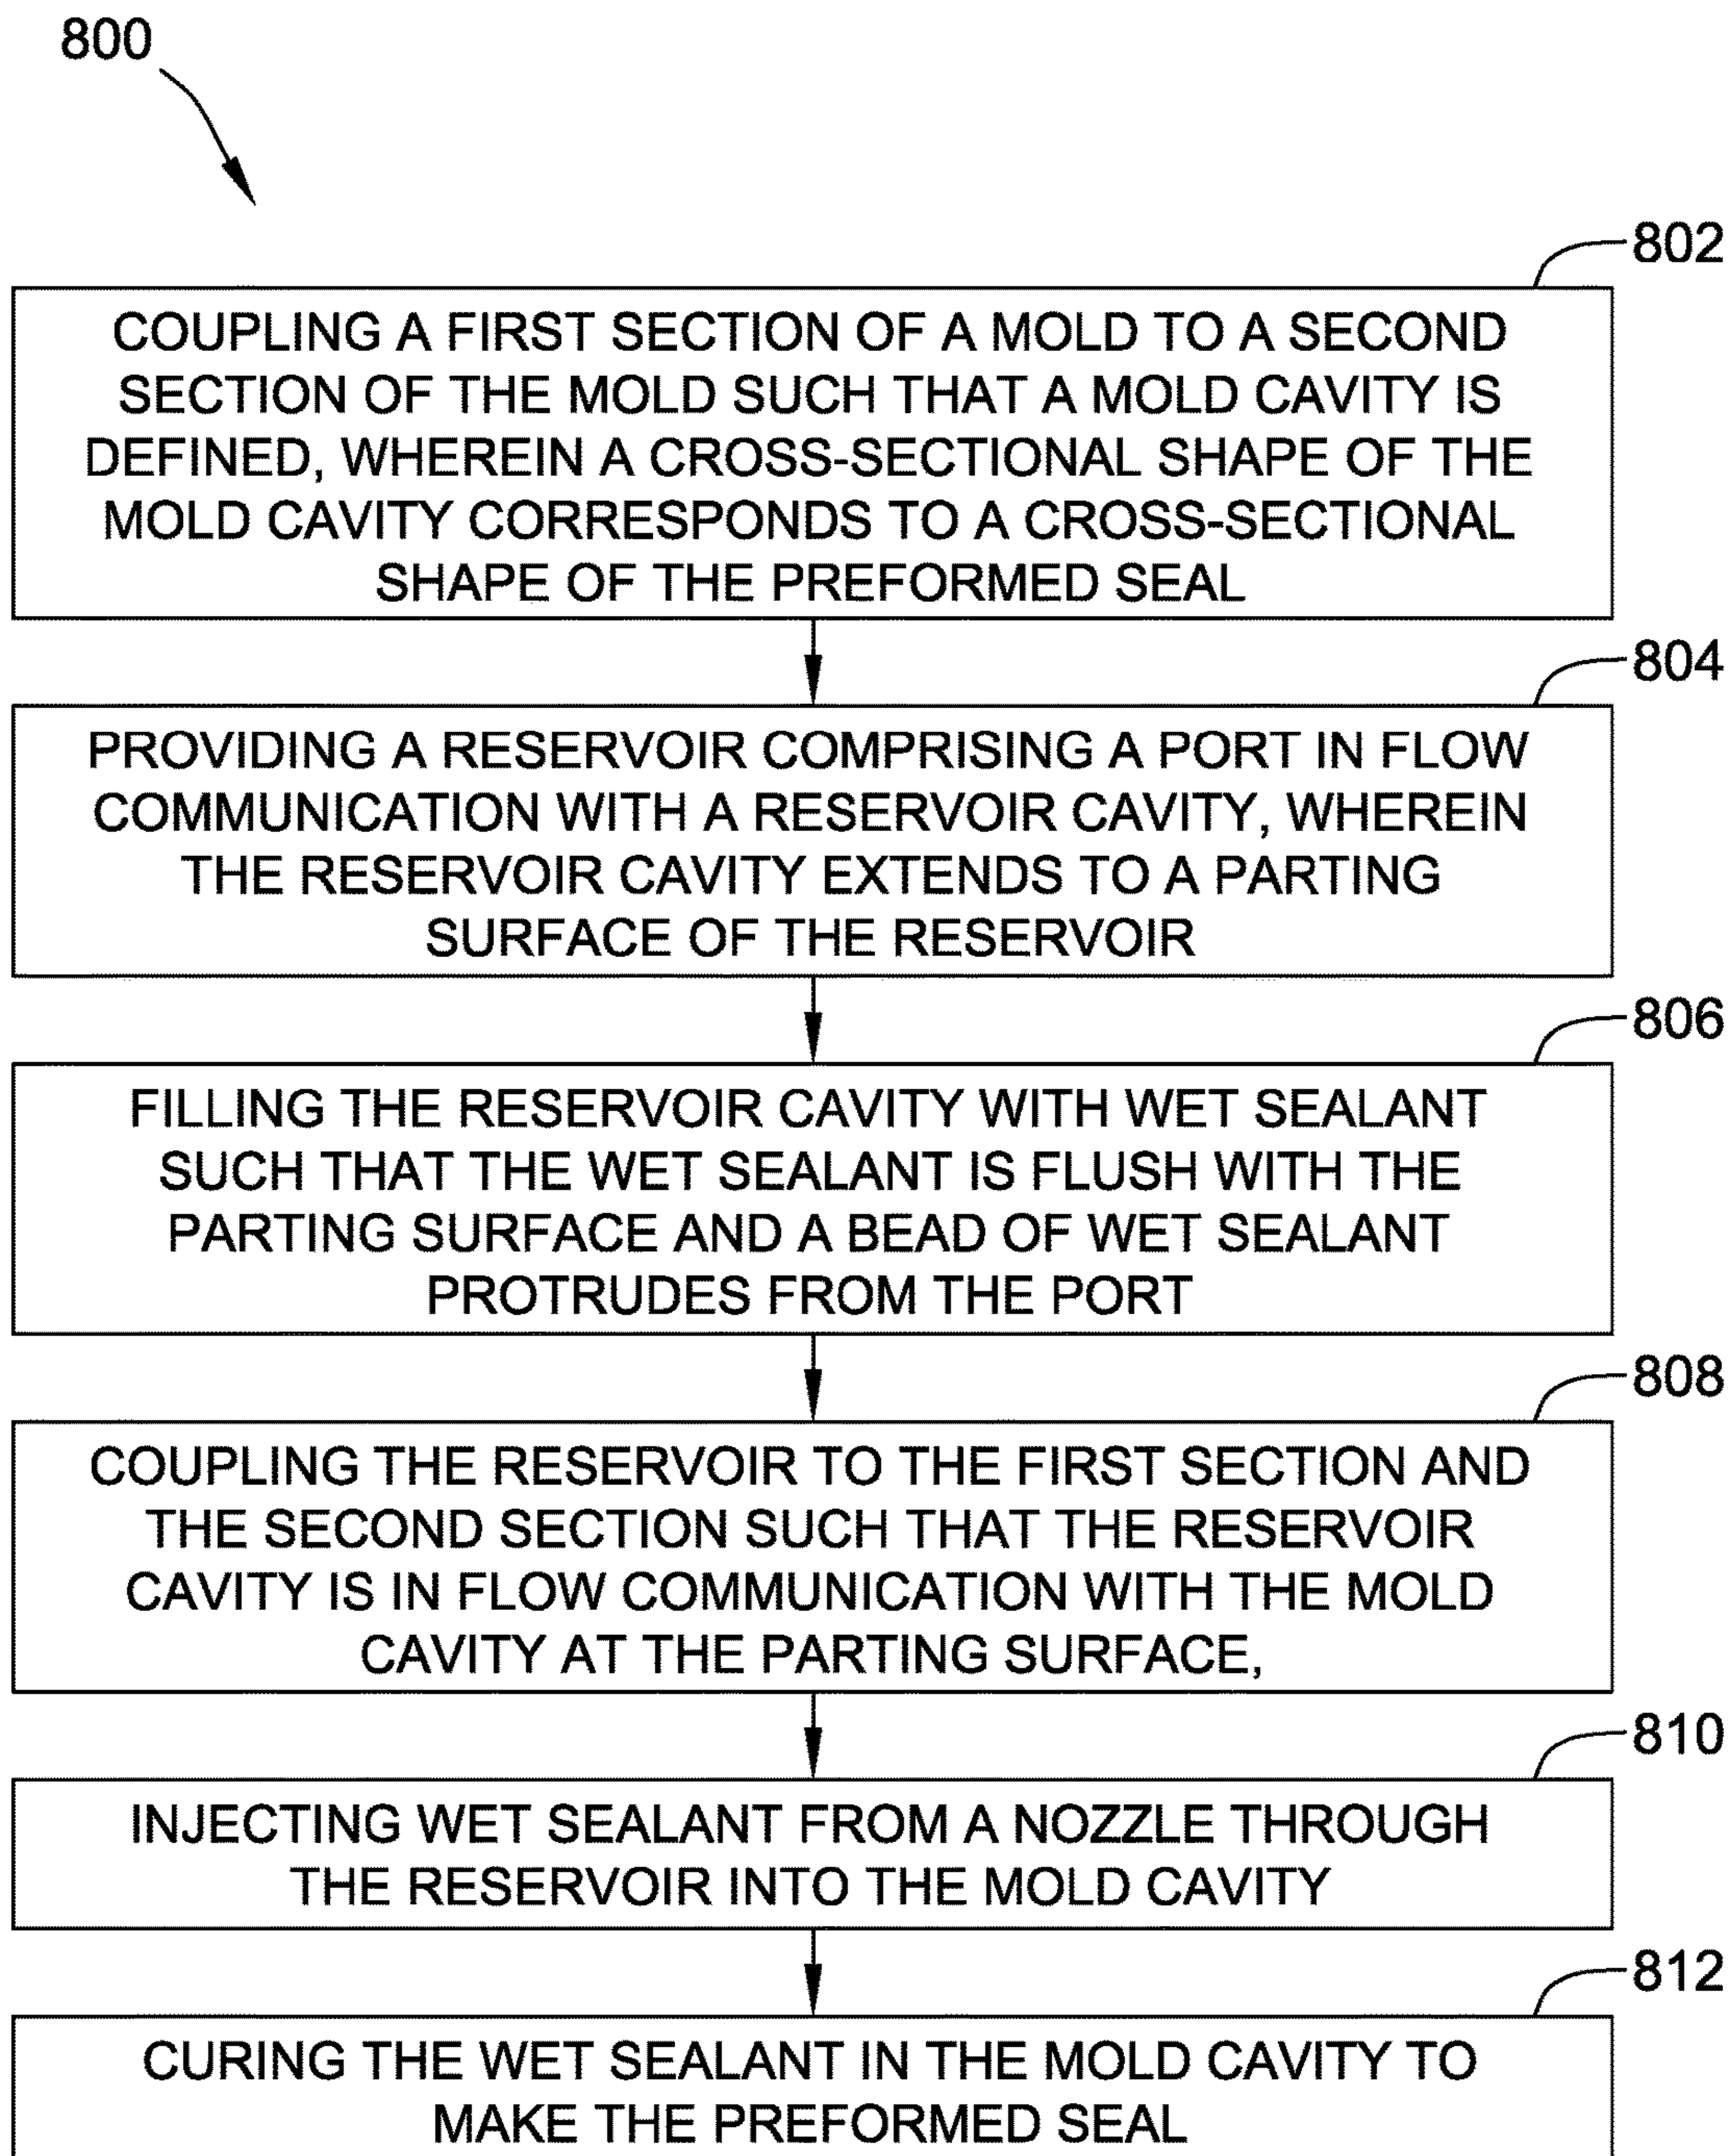 800
802
COUPLING A FIRST SECTION OF A MOLD TO A SECOND
SECTION OF THE MOLD SUCH THAT A MOLD CAVITY IS
DEFINED, WHEREIN A CROSS-SECTIONAL SHAPE OF THE
MOLD CAVITY CORRESPONDS TO A CROSS-SECTIONAL
SHAPE OF THE PREFORMED SEAL
804
PROVIDING A RESERVOIR COMPRISING A PORT IN FLOW
COMMUNICATION WITH A RESERVOIR CAVITY, WHEREIN
THE RESERVOIR CAVITY EXTENDS TO A PARTING
SURFACE OF THE RESERVOIR
806
FILLING THE RESERVOIR CAVITY WITH WET SEALANT
SUCH THAT THE WET SEALANT IS FLUSH WITH THE
PARTING SURFACE AND A BEAD OF WET SEALANT
PROTRUDES FROM THE PORT
808
COUPLING THE RESERVOIR TO THE FIRST SECTION AND
THE SECOND SECTION SUCH THAT THE RESERVOIR
CAVITY IS IN FLOW COMMUNICATION WITH THE MOLD
CAVITY AT THE PARTING SURFACE,
810
INJECTING WET SEALANT FROM A NOZZLE THROUGH
THE RESERVOIR INTO THE MOLD CAVITY
812
CURING THE WET SEALANT IN THE MOLD CAVITY TO
MAKE THE PREFORMED SEAL